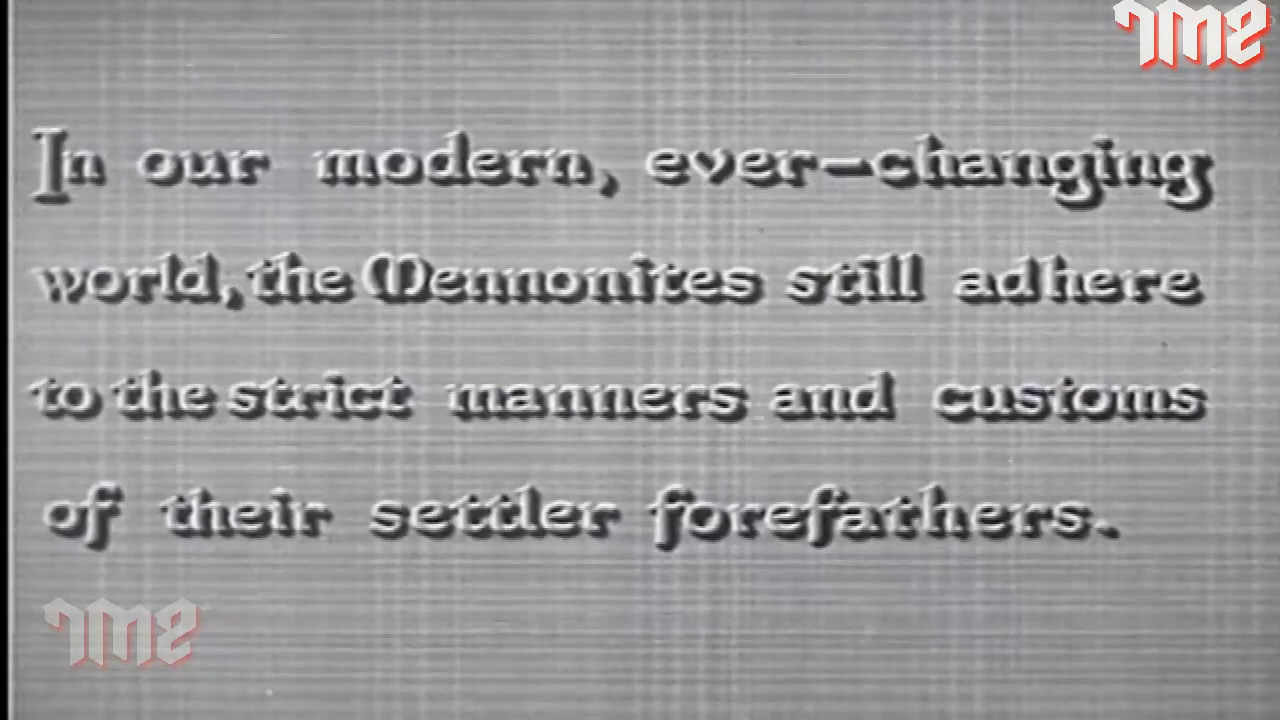 In our modern, ever-changing
world, the Mennonites still adhere
to the strict manners and customs
of their settler forefathers.